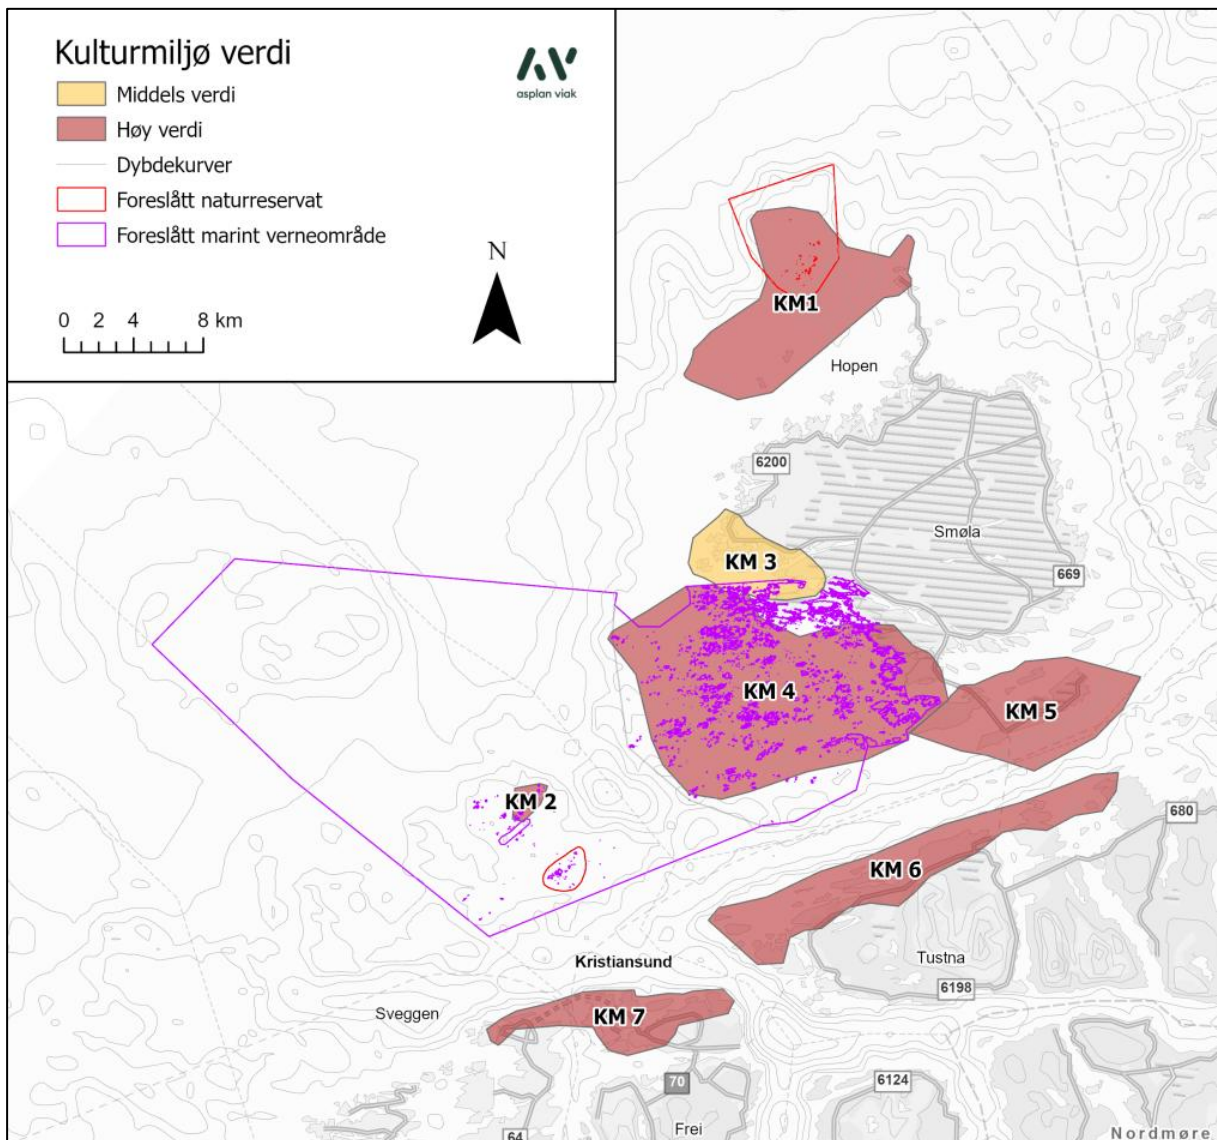 Kulturmiljø verdi
asplan viak
Middels verdi
Høy verdi
Dybdekurver
Foreslått naturreservat
Foreslått marint verneområde
N
0 2 4 8 km
KM1
Hopen
6200
Smøla
KM 3
669
KM 4
KM 5
KM 2
680
KM 6
Kristiansund
Tustna
6198
Sveggen
KM 7
70
6124
Frei
64
Nordmøre